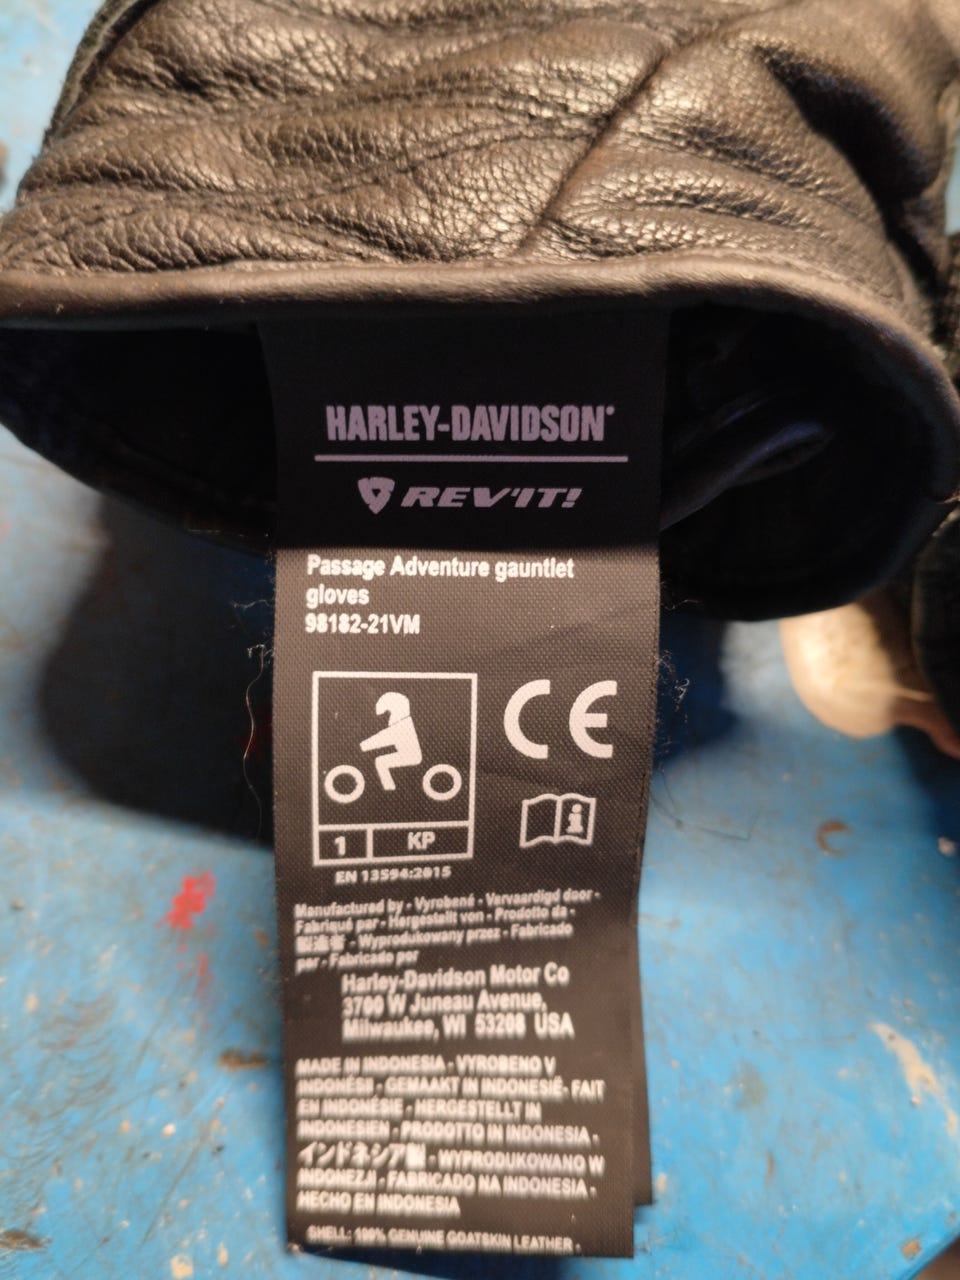 HARLEY-DAVIDSON®
REV'IT!
Passage Adventure gauntlet
gloves
98182-21VM
CE
i
1 KP
EN 13594:2015
Manufactured by - Vyrobené - Vervaardigd door -
Fabriqué par - Hergestellt von - Prodotto da -
製造者 - Wyprodukowany przez - Fabricado
por - Fabricado per
Harley-Davidson Motor Co
3700 W Juneau Avenue,
Milwaukee, WI 53208 USA
MADE IN INDONESIA - VYROBENO V
INDONÉSII - GEMAAKT IN INDONESIË- FAIT
EN INDONÉSIE - HERGESTELLT IN
INDONESIEN - PRODOTTO IN INDONESIA -
インドネシア製 - WYPRODUKOWANO W
INDONEZJI - FABRICADO NA INDONESIA -
HECHO EN INDONESIA
SHELL: 100% GENUINE GOATSKIN LEATHER -